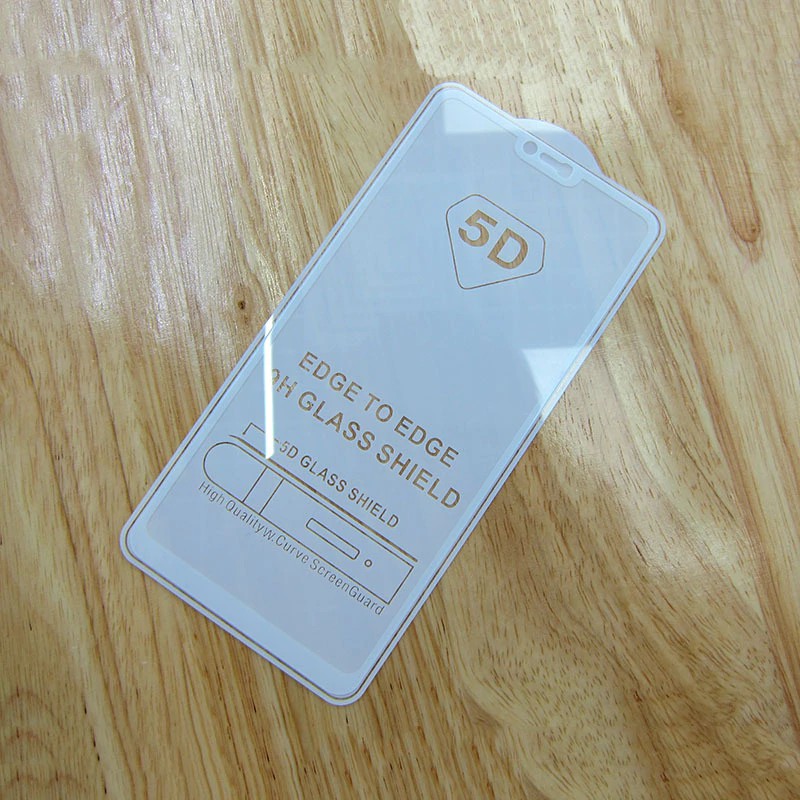 5D
EDGE TO EDGE
9H GLASS SHIELD
5D GLASS SHIELD
High Quality W.Curve ScreenGuard